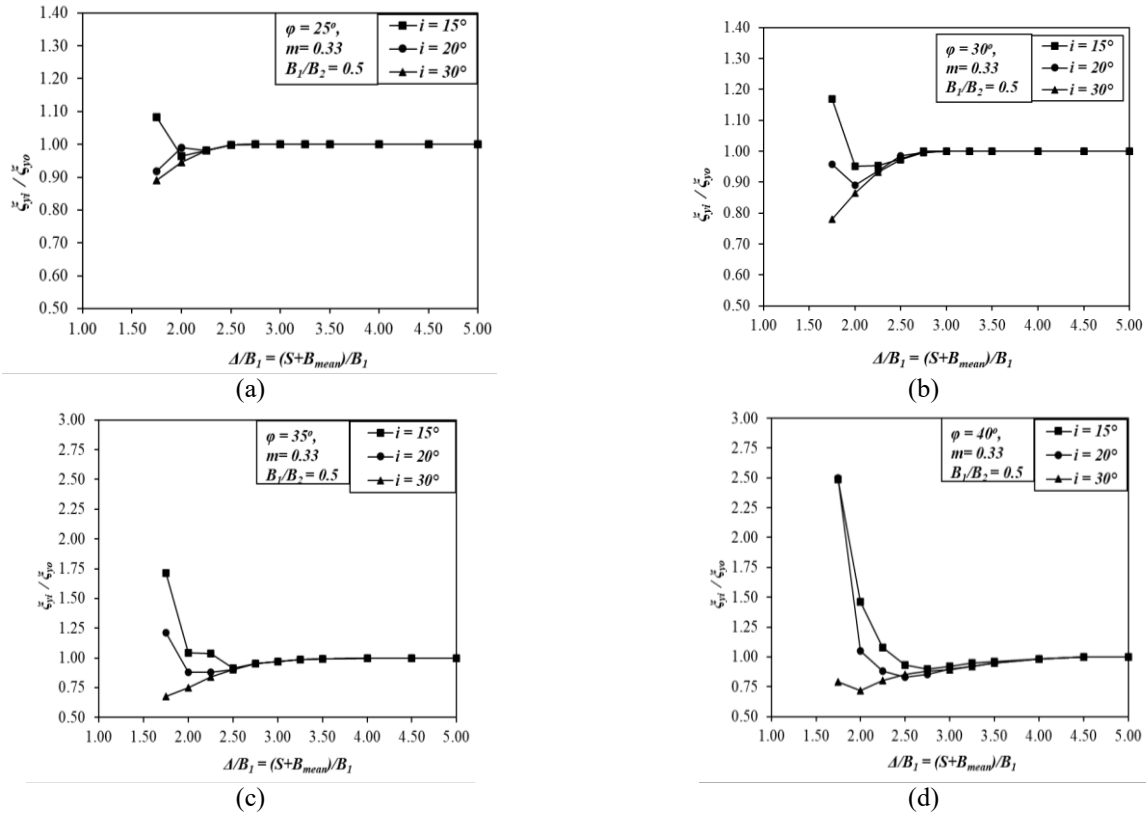 1.40
1.30
1.20
1.10
1.00
0.90
0.80
0.70
0.60
0.50
ξyi / ξyo
φ = 25º,
m= 0.33
B1/B2 = 0.5
i = 15°
i = 20°
i = 30°
1.00 1.50 2.00 2.50 3.00 3.50 4.00 4.50 5.00
Δ/B1 = (S+Bmean)/B1
(a)
1.40
1.30
1.20
1.10
1.00
0.90
0.80
0.70
0.60
0.50
ξyi / ξyo
φ = 30º,
m= 0.33
B1/B2 = 0.5
i = 15°
i = 20°
i = 30°
1.00 1.50 2.00 2.50 3.00 3.50 4.00 4.50 5.00
Δ/B1 = (S+Bmean)/B1
(b)
3.00
2.75
2.50
2.25
2.00
1.75
1.50
1.25
1.00
0.75
0.50
ξyi / ξyo
φ = 35º,
m= 0.33
B1/B2 = 0.5
i = 15°
i = 20°
i = 30°
1.00 1.50 2.00 2.50 3.00 3.50 4.00 4.50 5.00
Δ/B1 = (S+Bmean)/B1
(c)
3.00
2.75
2.50
2.25
2.00
1.75
1.50
1.25
1.00
0.75
0.50
ξyi / ξyo
φ = 40º,
m= 0.33
B1/B2 = 0.5
i = 15°
i = 20°
i = 30°
1.00 1.50 2.00 2.50 3.00 3.50 4.00 4.50 5.00
Δ/B1 = (S+Bmean)/B1
(d)